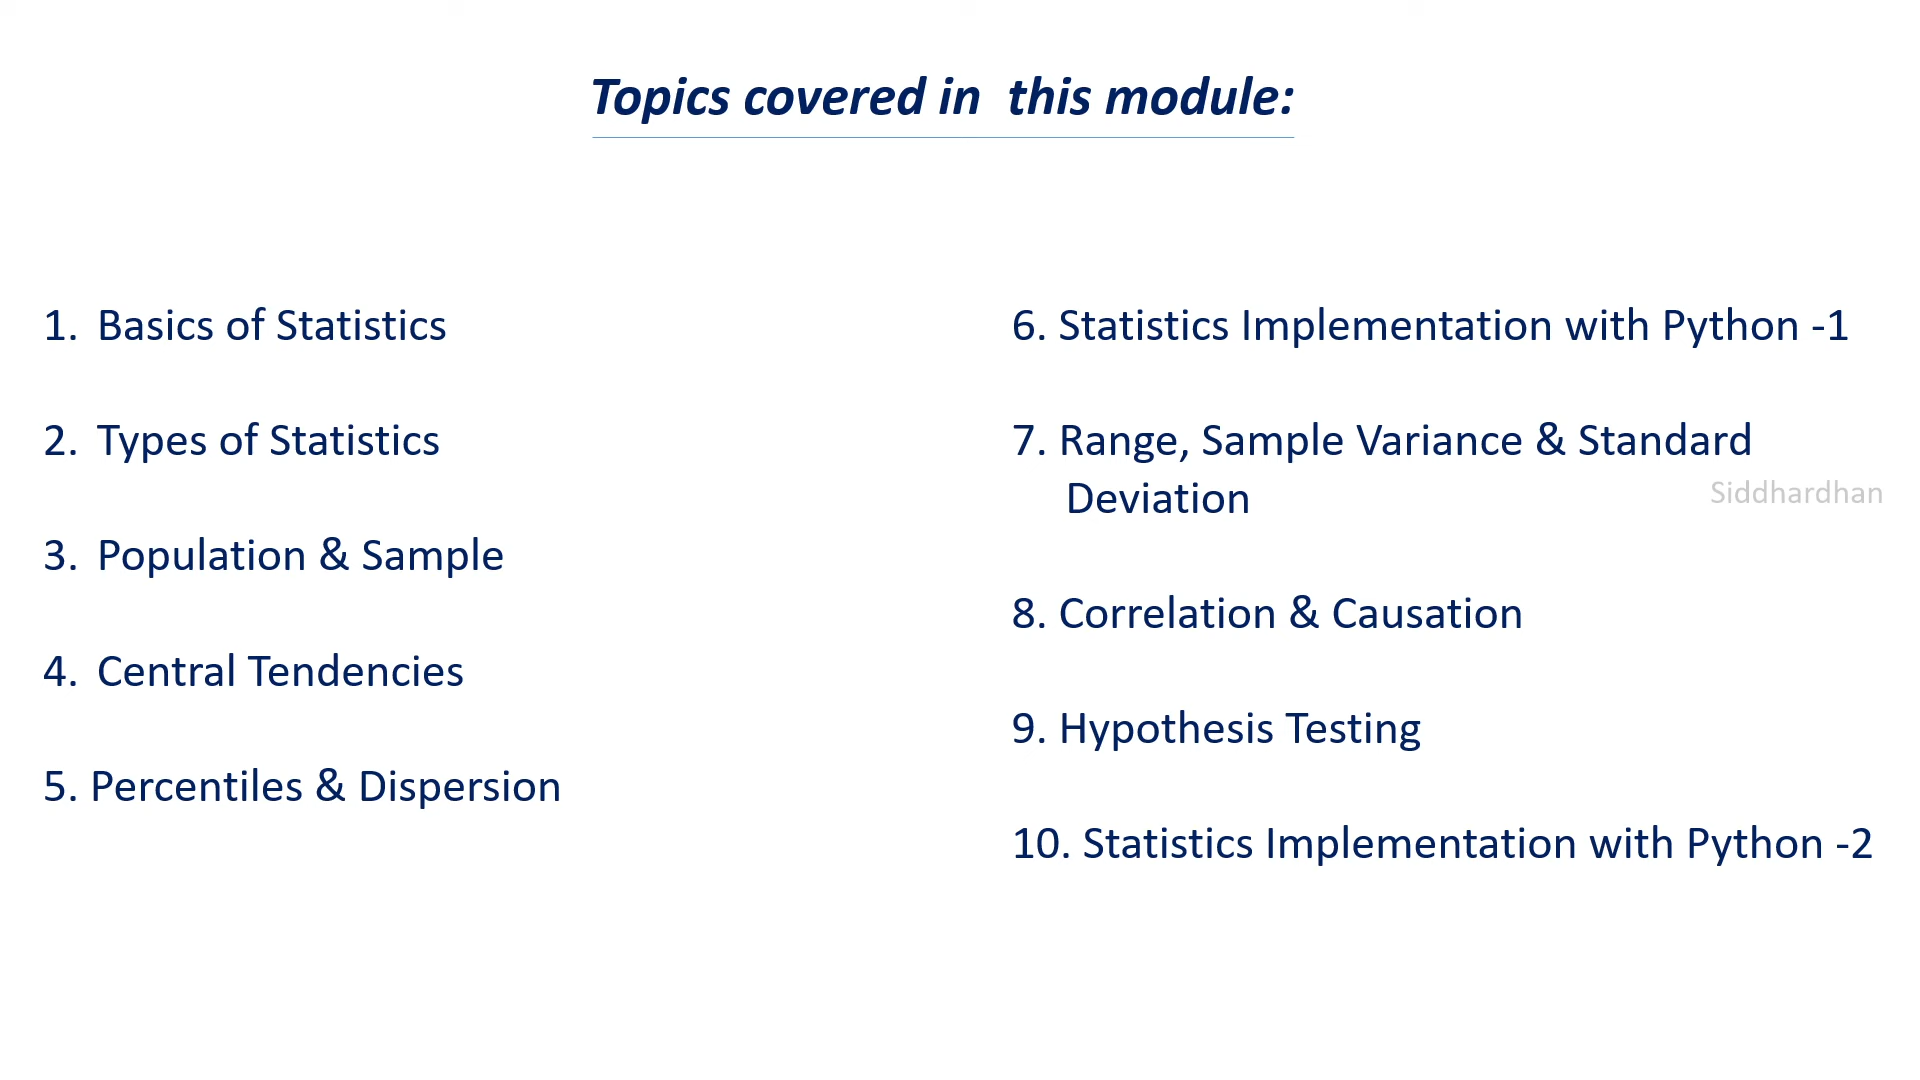 Topics covered in  this module:
1. Basics of Statistics
2. Types of Statistics
3. Population & Sample
4. Central Tendencies
5. Percentiles & Dispersion
6. Statistics Implementation with Python -1
7. Range, Sample Variance & Standard
Deviation
Siddhardhan
8. Correlation & Causation
9. Hypothesis Testing
10. Statistics Implementation with Python -2